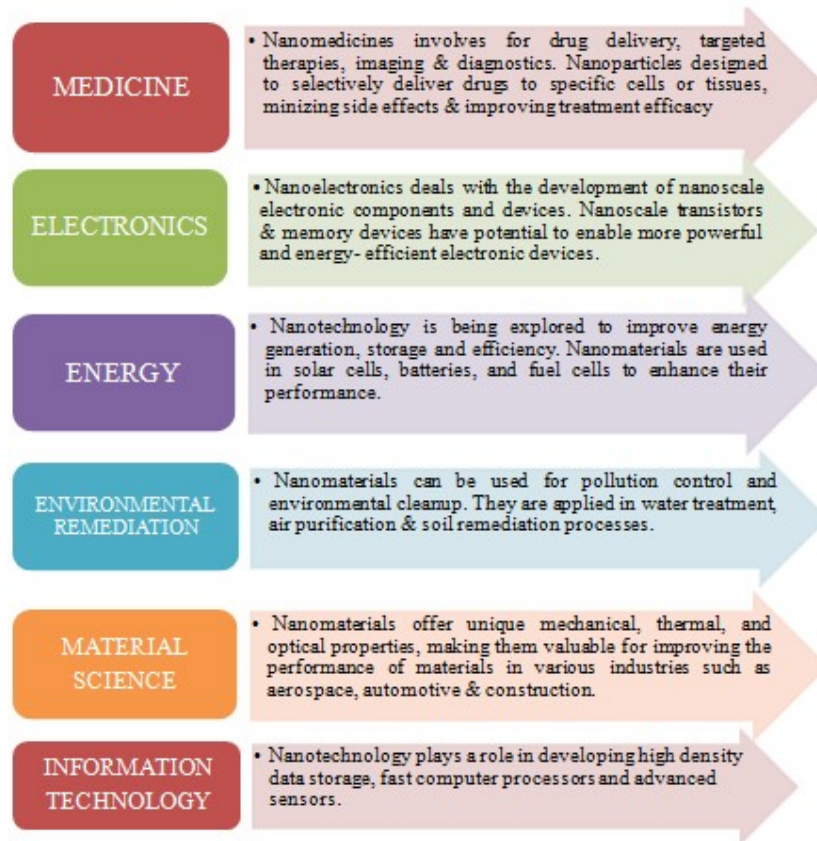 MEDICINE
• Nanomedicines involves for drug delivery, targeted
therapies, imaging & diagnostics. Nanoparticles designed
to selectively deliver drugs to specific cells or tissues,
minizing side effects & improving treatment efficacy
ELECTRONICS
• Nanoelectronics deals with the development of nanoscale
electronic components and devices. Nanoscale transistors
& memory devices have potential to enable more powerful
and energy- efficient electronic devices.
ENERGY
• Nanotechnology is being explored to improve energy
generation, storage and efficiency. Nanomaterials are used
in solar cells, batteries, and fuel cells to enhance their
performance.
ENVIRONMENTAL
REMEDIATION
• Nanomaterials can be used for pollution control and
environmental cleanup. They are applied in water treatment,
air purification & soil remediation processes.
MATERIAL
SCIENCE
• Nanomaterials offer unique mechanical, thermal, and
optical properties, making them valuable for improving the
performance of materials in various industries such as
aerospace, automotive & construction.
INFORMATION
TECHNOLOGY
• Nanotechnology plays a role in developing high density
data storage, fast computer processors and advanced
sensors.